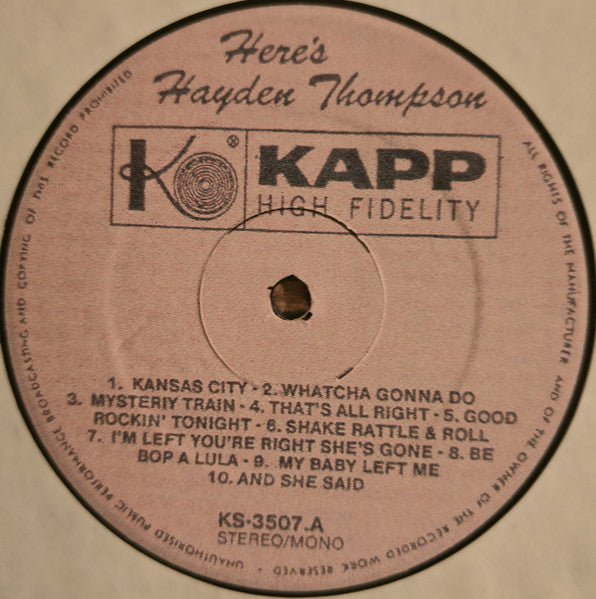 Here's
Hayden Thompson
K ®
KAPP
HIGH FIDELITY
1. KANSAS CITY - 2. WHATCHA GONNA DO
3. MYSTERIY TRAIN - 4. THAT'S ALL RIGHT - 5. GOOD
ROCKIN' TONIGHT - 6. SHAKE RATTLE & ROLL
7. I'M LEFT YOU'RE RIGHT SHE'S GONE - 8. BE
BOP A LULA - 9. MY BABY LEFT ME
10. AND SHE SAID
KS-3507.A
STEREO/MONO
ALL RIGHTS OF THE MANUFACTURER AND OF THE OWNER OF THE RECORDED WORK RESERVED • UNAUTHORISED PUBLIC PERFORMANCE BROADCASTING AND COPYING OF THIS RECORD PROHIBITED